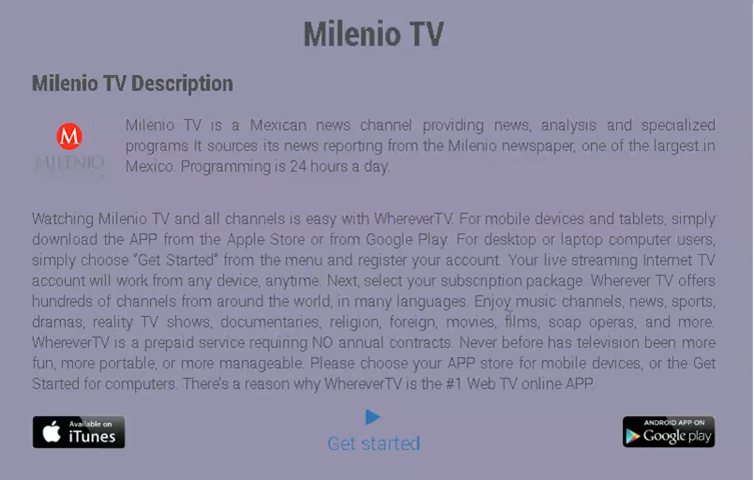 Milenio TV
Milenio TV Description
M
MILENIO
Milenio TV is a Mexican news channel providing news, analysis and specialized
programs It sources its news reporting from the Milenio newspaper, one of the largest in
Mexico. Programming is 24 hours a day.
Watching Milenio TV and all channels is easy with WhereverTV. For mobile devices and tablets, simply
download the APP from the Apple Store or from Google Play. For desktop or laptop computer users,
simply choose "Get Started" from the menu and register your account. Your live streaming Internet TV
account will work from any device, anytime. Next, select your subscription package. Wherever TV offers
hundreds of channels from around the world, in many languages. Enjoy music channels, news, sports,
dramas, reality TV shows, documentaries, religion, foreign, movies, films, soap operas, and more.
WhereverTV is a prepaid service requiring NO annual contracts. Never before has television been more
fun, more portable, or more manageable. Please choose your APP store for mobile devices, or the Get
Started for computers. There's a reason why WhereverTV is the #1 Web TV online APP.
Available on
iTunes
Get started
ANDROID APP ON
Google play